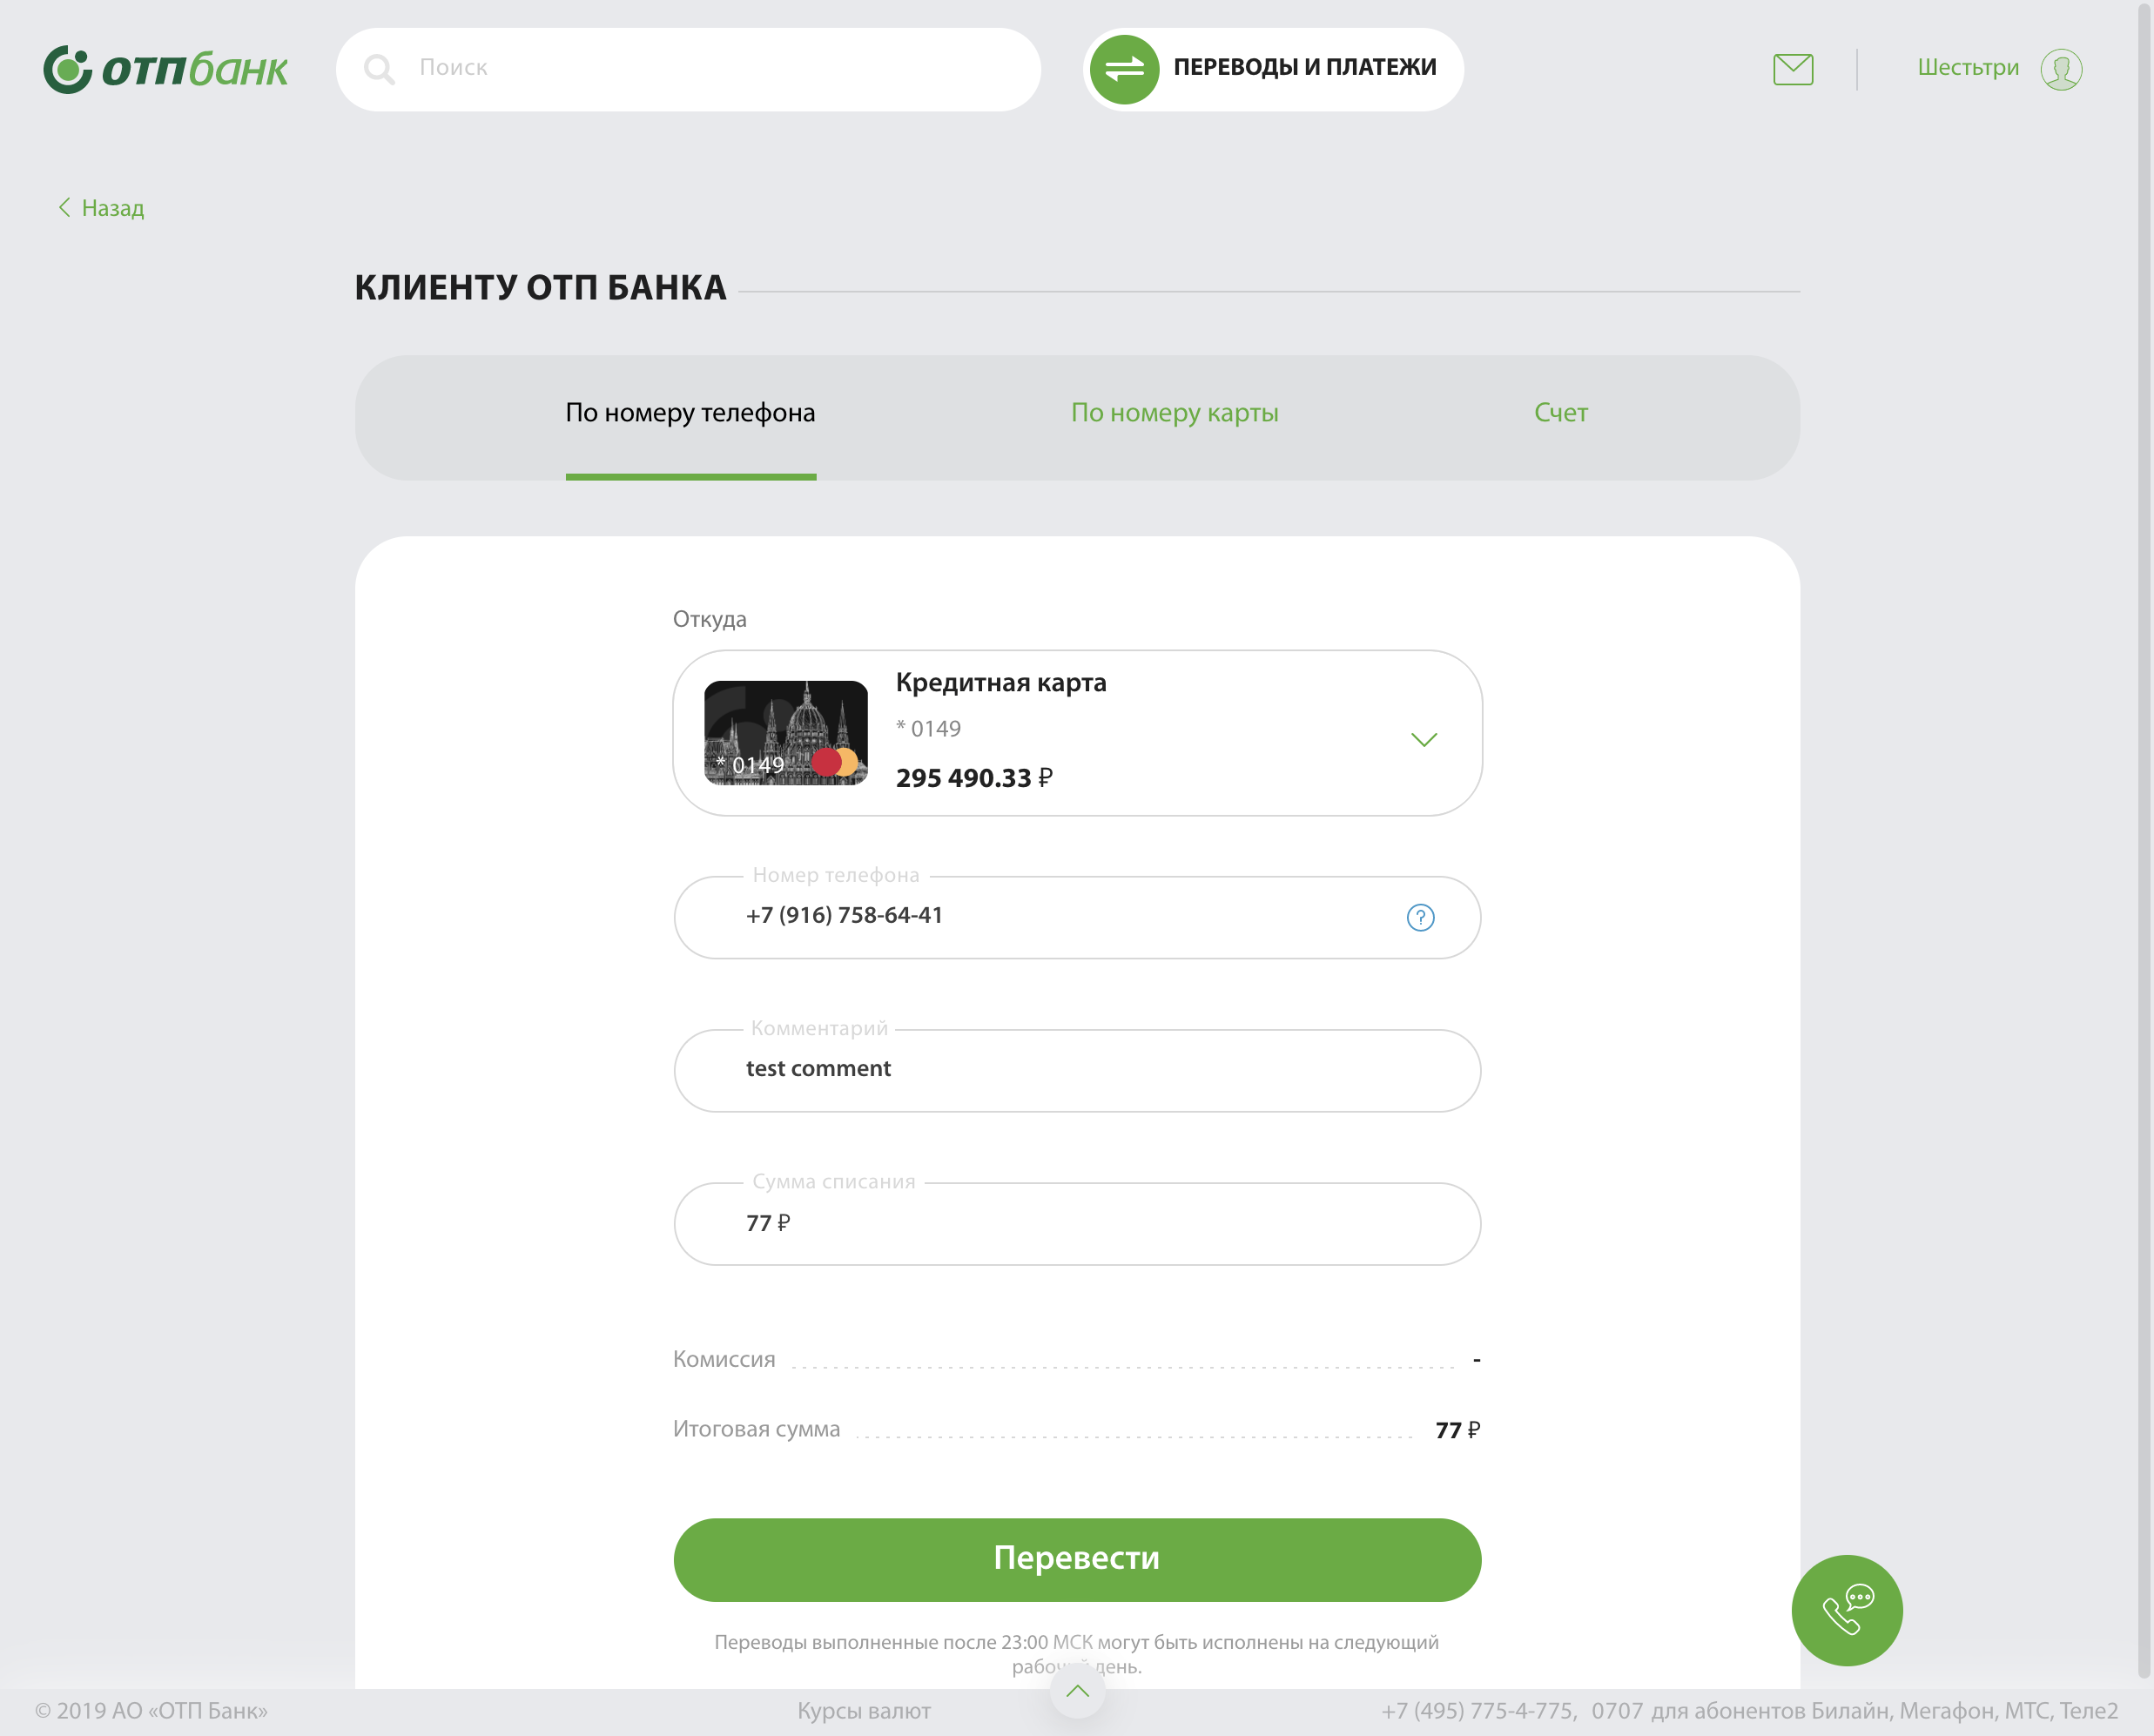 ОТП банк
Поиск
ПЕРЕВОДЫ И ПЛАТЕЖИ
Шестьтри
Назад
КЛИЕНТУ ОТП БАНКА
По номеру телефона
По номеру карты
Счет
Откуда
Кредитная карта
* 0149
* 0149
295 490.33 ₽
Номер телефона
+7 (916) 758-64-41
?
Комментарий
test comment
Сумма списания
77 ₽
Комиссия -
Итоговая сумма 77 ₽
Перевести
Переводы выполненные после 23:00 МСК могут быть исполнены на следующий
рабочий день.
© 2019 АО «ОТП Банк»
Курсы валют
+7 (495) 775-4-775, 0707 для абонентов Билайн, Мегафон, МТС, Теле2